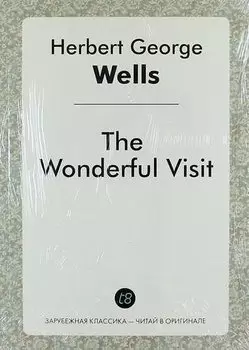 Herbert George
Wells
The
Wonderful Visit
t8
ЗАРУБЕЖНАЯ КЛАССИКА — ЧИТАЙ В ОРИГИНАЛЕ